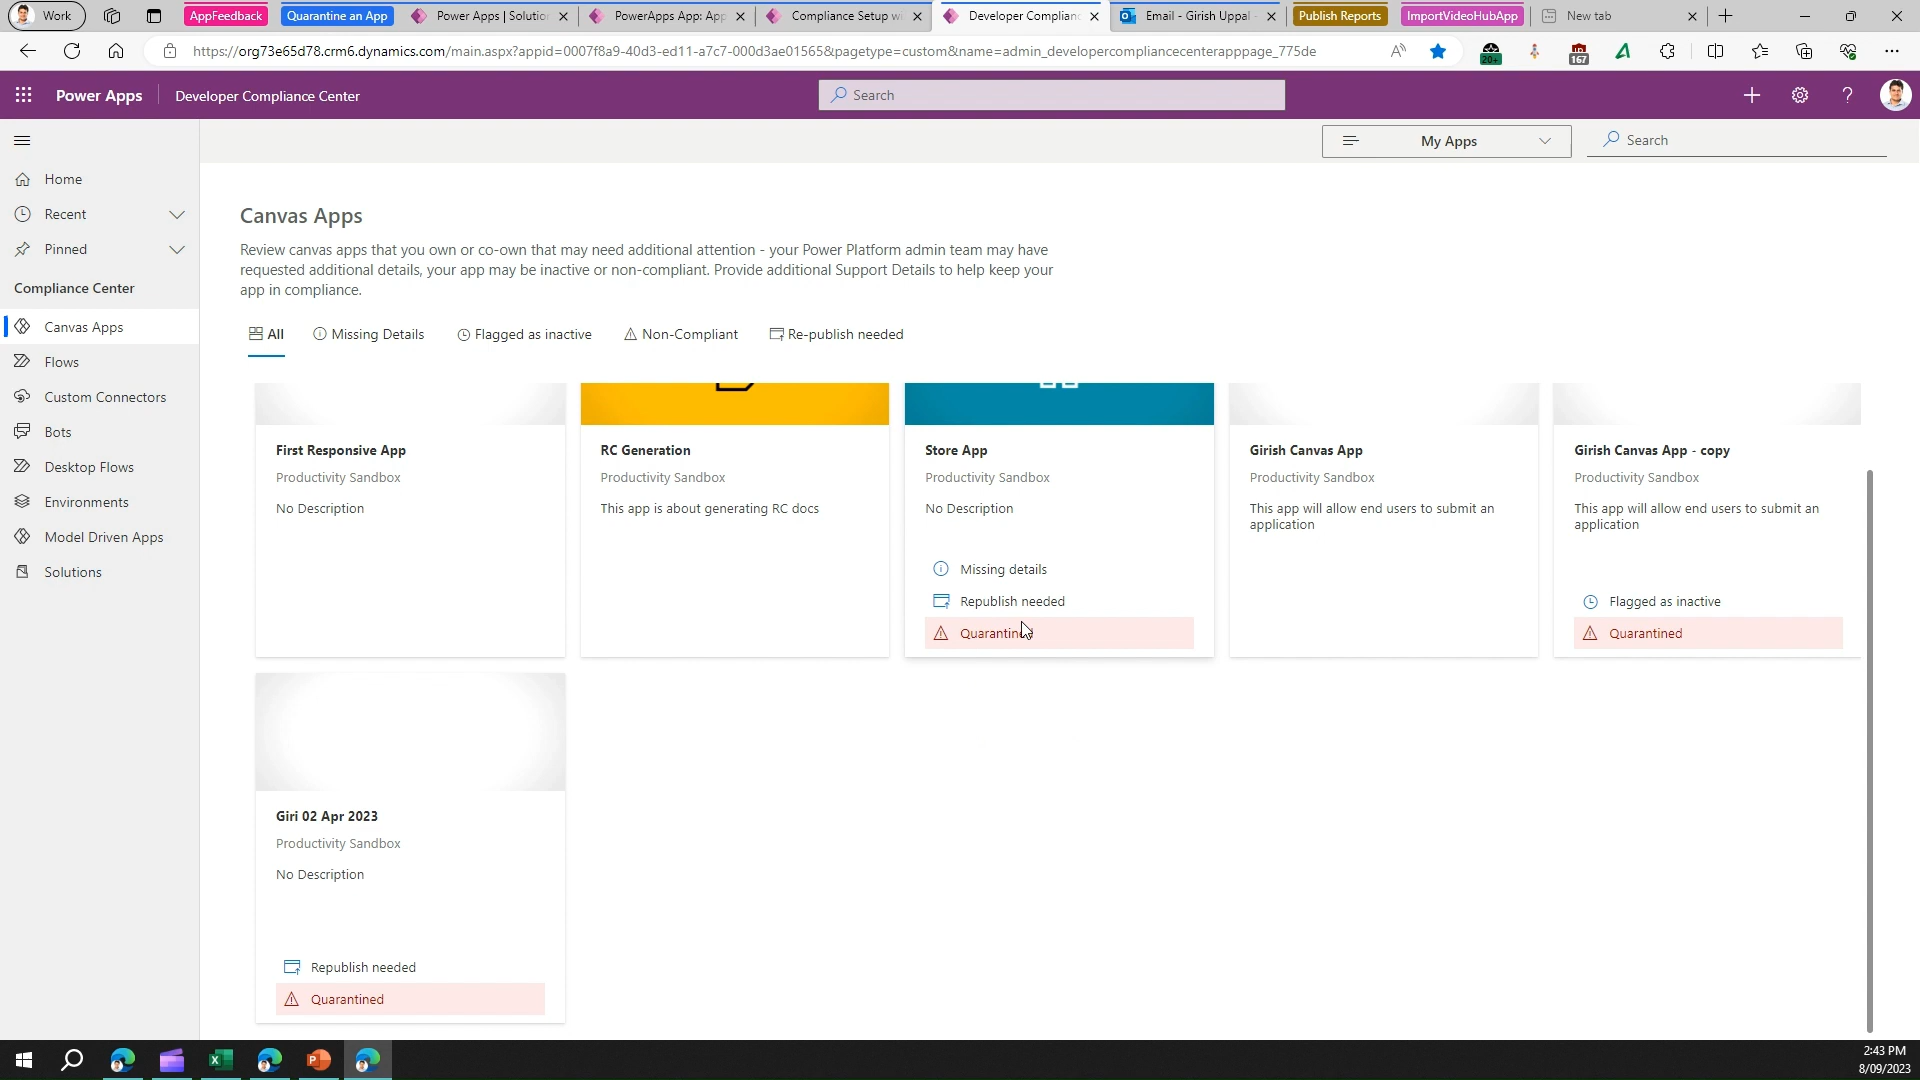 Work
AppFeedback
Quarantine an App
Power Apps | Solutio
PowerApps App: App
Compliance Setup wi
Developer Complianc
Email - Girish Uppal -
Publish Reports
ImportVideoHubApp
New tab
https://org73e65d78.crm6.dynamics.com/main.aspx?appid=0007f8a9-40d3-ed11-a7c7-000d3ae01565&pagetype=custom&name=admin_developercompliancecenterapppage_775de
20+
167
Power Apps
Developer Compliance Center
Search
My Apps
Search
Home
Recent
Pinned
Compliance Center
Canvas Apps
Flows
Custom Connectors
Bots
Desktop Flows
Environments
Model Driven Apps
Solutions
Canvas Apps
Review canvas apps that you own or co-own that may need additional attention - your Power Platform admin team may have
requested additional details, your app may be inactive or non-compliant. Provide additional Support Details to help keep your
app in compliance.
All
Missing Details
Flagged as inactive
Non-Compliant
Re-publish needed
First Responsive App
Productivity Sandbox
No Description
RC Generation
Productivity Sandbox
This app is about generating RC docs
Store App
Productivity Sandbox
No Description
Missing details
Republish needed
Quarantined
Girish Canvas App
Productivity Sandbox
This app will allow end users to submit an
application
Girish Canvas App - copy
Productivity Sandbox
This app will allow end users to submit an
application
Flagged as inactive
Quarantined
Giri 02 Apr 2023
Productivity Sandbox
No Description
Republish needed
Quarantined
2:43 PM
8/09/2023